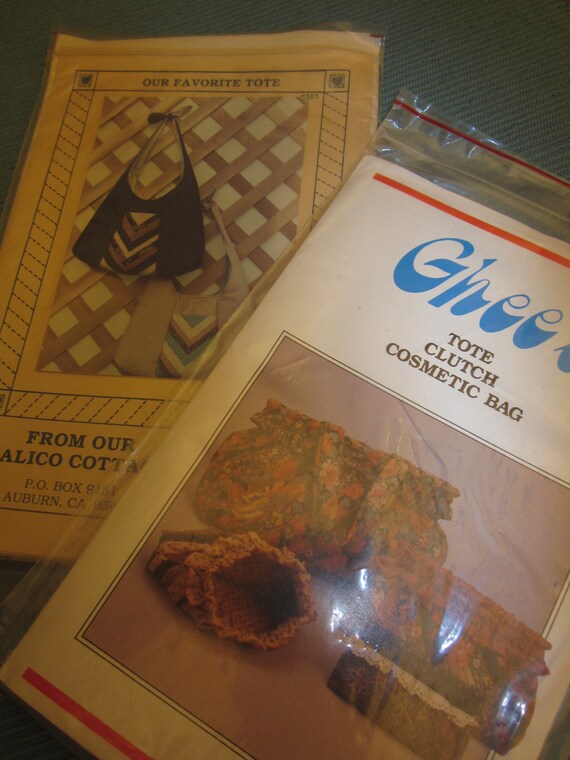 OUR FAVORITE TOTE
FROM OUR
ALICO COTTA
P.O. BOX
AUBURN, CA
Ghee
TOTE
CLUTCH
COSMETIC BAG